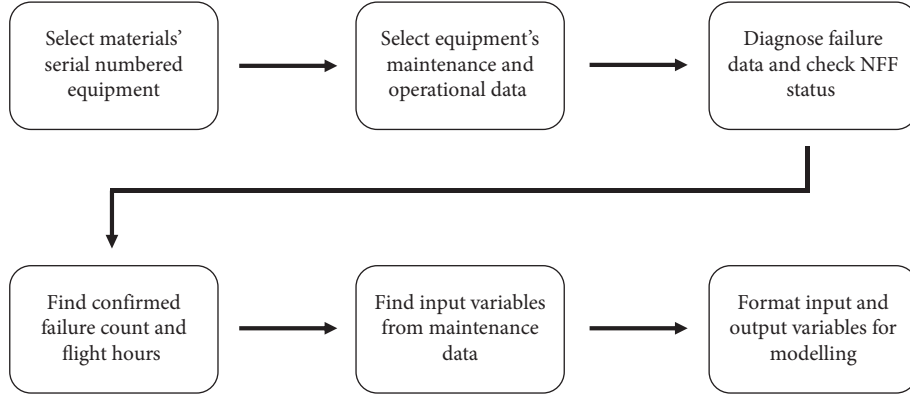 Select materials'
serial numbered
equipment
Select equipment's
maintenance and
operational data
Diagnose failure
data and check NFF
status
Find confirmed
failure count and
flight hours
Find input variables
from maintenance
data
Format input and
output variables for
modelling